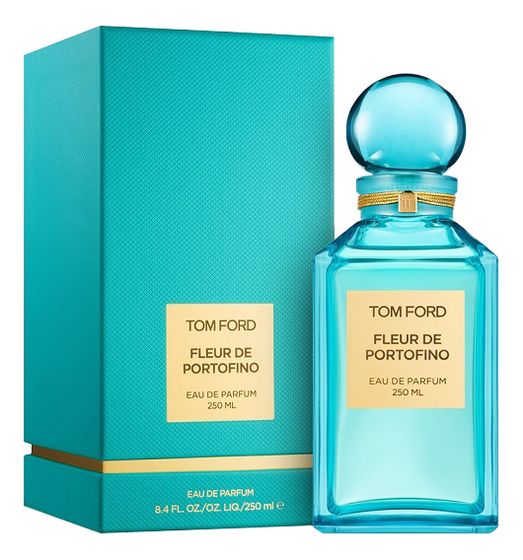 TOM FORD
FLEUR DE
PORTOFINO
EAU DE PARFUM
250 ML
EAU DE PARFUM
8.4 FL. OZ./OZ. LIQ./250 ml ℮
TOM FORD
FLEUR DE
PORTOFINO
EAU DE PARFUM
250 ML